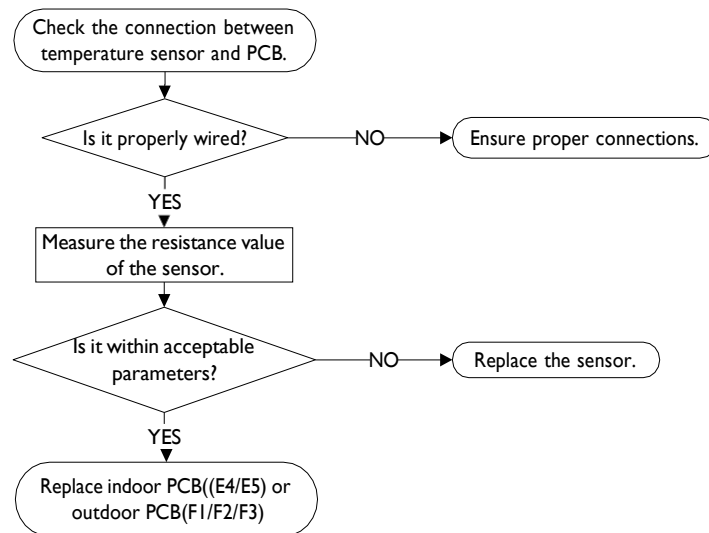 Check the connection between
temperature sensor and PCB.
Is it properly wired?
NO
Ensure proper connections.
YES
Measure the resistance value
of the sensor.
Is it within acceptable
parameters?
NO
Replace the sensor.
YES
Replace indoor PCB((E4/E5) or
outdoor PCB(F1/F2/F3)